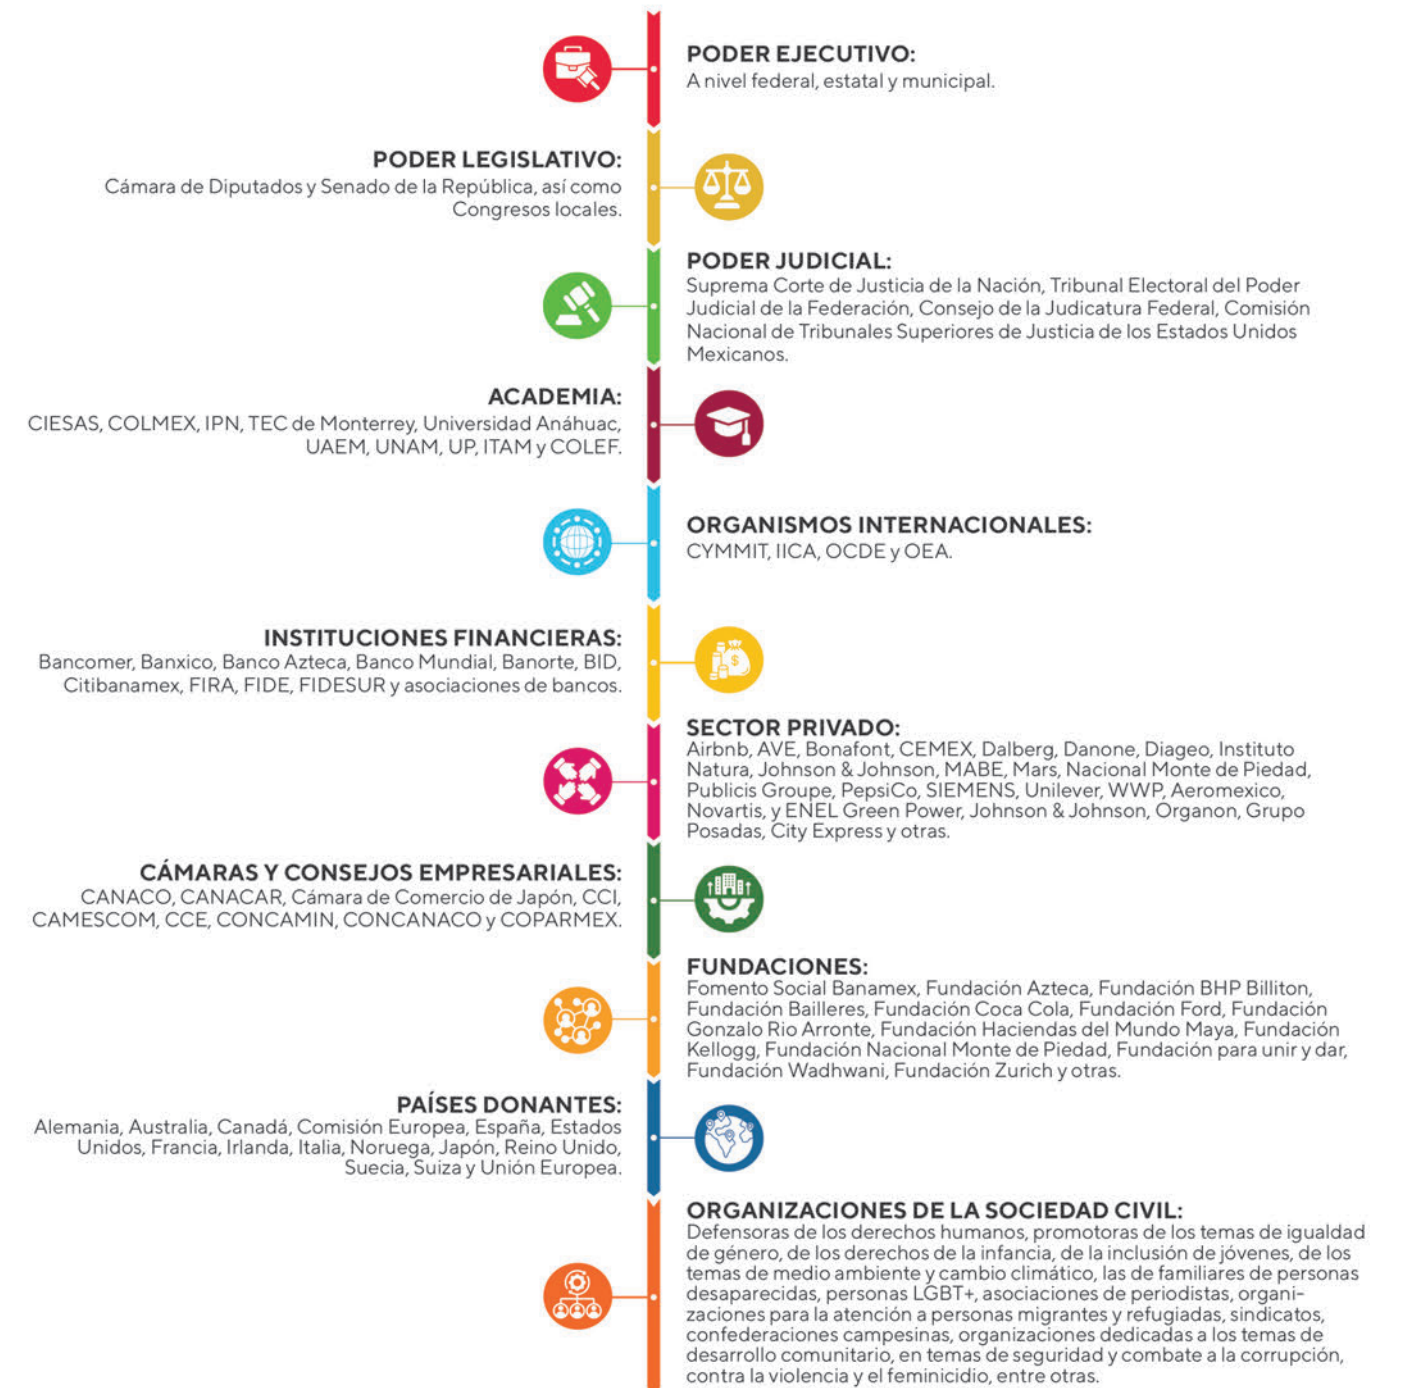 PODER EJECUTIVO:
A nivel federal, estatal y municipal.
PODER LEGISLATIVO:
Cámara de Diputados y Senado de la República, así como
Congresos locales.
PODER JUDICIAL:
Suprema Corte de Justicia de la Nación, Tribunal Electoral del Poder
Judicial de la Federación, Consejo de la Judicatura Federal, Comisión
Nacional de Tribunales Superiores de Justicia de los Estados Unidos
Mexicanos.
ACADEMIA:
CIESAS, COLMEX, IPN, TEC de Monterrey, Universidad Anáhuac,
UAEM, UNAM, UP, ITAM y COLEF.
ORGANISMOS INTERNACIONALES:
CYMMIT, IICA, OCDE y OEA.
INSTITUCIONES FINANCIERAS:
Bancomer, Banxico, Banco Azteca, Banco Mundial, Banorte, BID,
Citibanamex, FIRA, FIDE, FIDESUR y asociaciones de bancos.
$
SECTOR PRIVADO:
Airbnb, AVE, Bonafont, CEMEX, Dalberg, Danone, Diageo, Instituto
Natura, Johnson & Johnson, MABE, Mars, Nacional Monte de Piedad,
Publicis Groupe, PepsiCo, SIEMENS, Unilever, WWP, Aeromexico,
Novartis, y ENEL Green Power, Johnson & Johnson, Organon, Grupo
Posadas, City Express y otras.
CÁMARAS Y CONSEJOS EMPRESARIALES:
CANACO, CANACAR, Cámara de Comercio de Japón, CCI,
CAMESCOM, CCE, CONCAMIN, CONCANACO y COPARMEX.
FUNDACIONES:
Fomento Social Banamex, Fundación Azteca, Fundación BHP Billiton,
Fundación Bailleres, Fundación Coca Cola, Fundación Ford, Fundación
Gonzalo Rio Arronte, Fundación Haciendas del Mundo Maya, Fundación
Kellogg, Fundación Nacional Monte de Piedad, Fundación para unir y dar,
Fundación Wadhwani, Fundación Zurich y otras.
PAÍSES DONANTES:
Alemania, Australia, Canadá, Comisión Europea, España, Estados
Unidos, Francia, Irlanda, Italia, Noruega, Japón, Reino Unido,
Suecia, Suiza y Unión Europea.
ORGANIZACIONES DE LA SOCIEDAD CIVIL:
Defensoras de los derechos humanos, promotoras de los temas de igualdad
de género, de los derechos de la infancia, de la inclusión de jóvenes, de los
temas de medio ambiente y cambio climático, las de familiares de personas
desaparecidas, personas LGBT+, asociaciones de periodistas, organi-
zaciones para la atención a personas migrantes y refugiadas, sindicatos,
confederaciones campesinas, organizaciones dedicadas a los temas de
desarrollo comunitario, en temas de seguridad y combate a la corrupción,
contra la violencia y el feminicidio, entre otras.